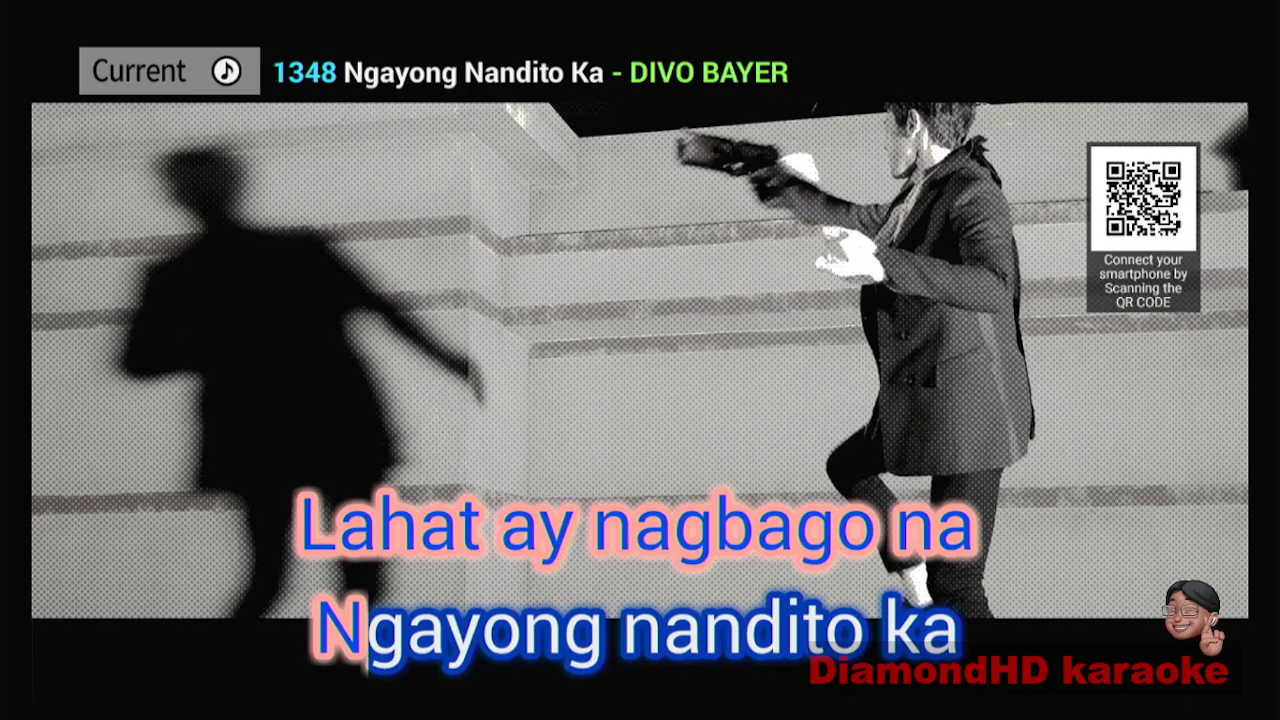 Current 1348 Ngayong Nandito Ka - DIVO BAYER
Connect your
smartphone by
Scanning the
QR CODE
Lahat ay nagbago na
Ngayong nandito ka
DiamondHD karaoke